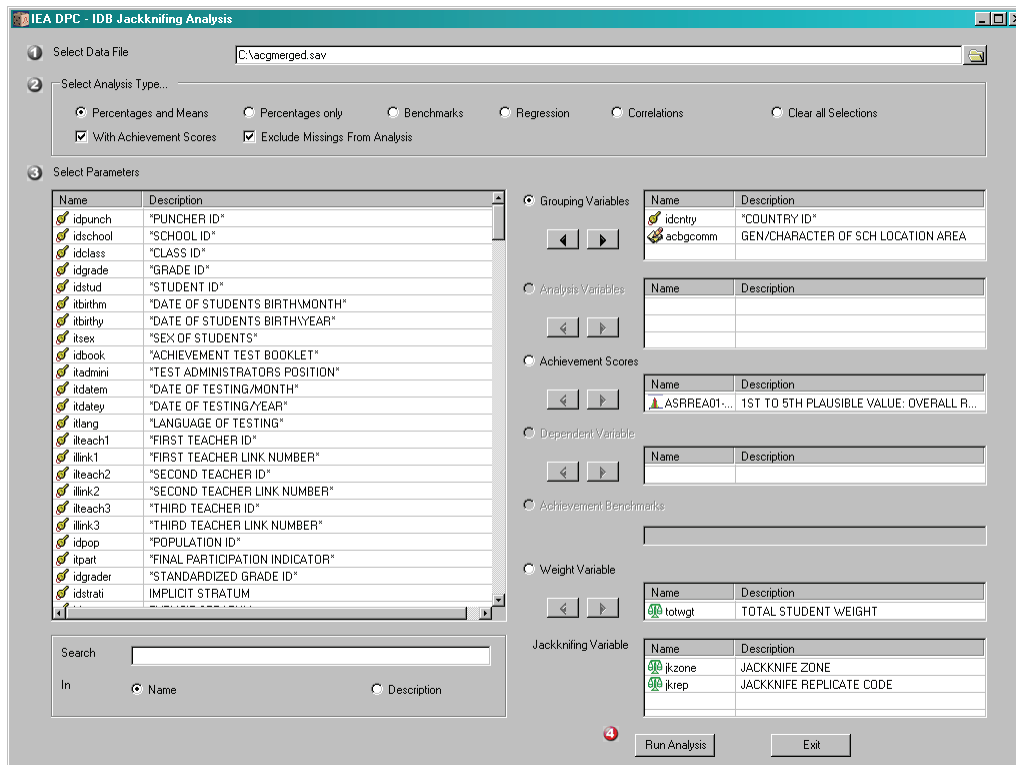 IEA DPC - IDB Jackknifing Analysis
1 Select Data File
C:\acgmerged.sav
2 Select Analysis Type...
Percentages and Means Percentages only Benchmarks Regression Correlations Clear all Selections
With Achievement Scores Exclude Missings From Analysis
3 Select Parameters
Name Description
idpunch *PUNCHER ID*
idschool *SCHOOL ID*
idclass *CLASS ID*
idgrade *GRADE ID*
idstud *STUDENT ID*
itbirthm *DATE OF STUDENTS BIRTH\MONTH*
itbirthy *DATE OF STUDENTS BIRTH\YEAR*
itsex *SEX OF STUDENTS*
idbook *ACHIEVEMENT TEST BOOKLET*
itadmini *TEST ADMINISTRATORS POSITION*
itdatem *DATE OF TESTING/MONTH*
itdatey *DATE OF TESTING/YEAR*
itlang *LANGUAGE OF TESTING*
ilteach1 *FIRST TEACHER ID*
illink1 *FIRST TEACHER LINK NUMBER*
ilteach2 *SECOND TEACHER ID*
illink2 *SECOND TEACHER LINK NUMBER*
ilteach3 *THIRD TEACHER ID*
illink3 *THIRD TEACHER LINK NUMBER*
idpop *POPULATION ID*
itpart *FINAL PARTICIPATION INDICATOR*
idgrader *STANDARDIZED GRADE ID*
idstrati IMPLICIT STRATUM
Search
In Name Description
Grouping Variables
Name Description
idcntry *COUNTRY ID*
acbgcomm GEN/CHARACTER OF SCH LOCATION AREA
Analysis Variables
Name Description
Achievement Scores
Name Description
ASRREA01-... 1ST TO 5TH PLAUSIBLE VALUE: OVERALL R...
Dependent Variable
Name Description
Achievement Benchmarks
Weight Variable
Name Description
totwgt TOTAL STUDENT WEIGHT
Jackknifing Variable
Name Description
jkzone JACKKNIFE ZONE
jkrep JACKKNIFE REPLICATE CODE
4 Run Analysis Exit